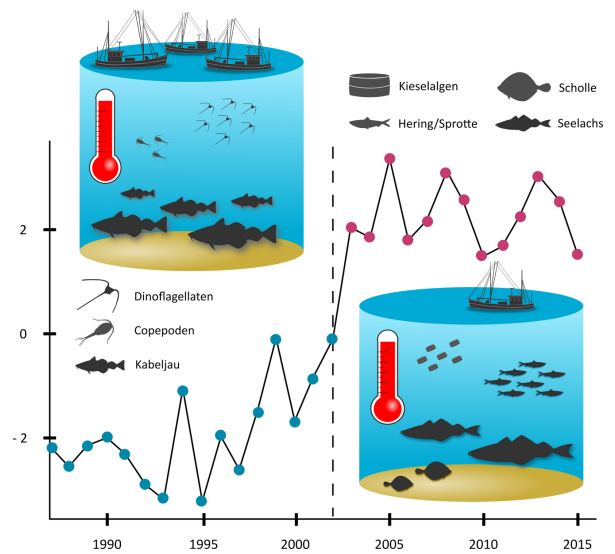 Kieselalgen
Scholle
Hering/Sprotte
Seelachs
2
Dinoflagellaten
0
Copepoden
Kabeljau
- 2
1990
1995
2000
2005
2010
2015